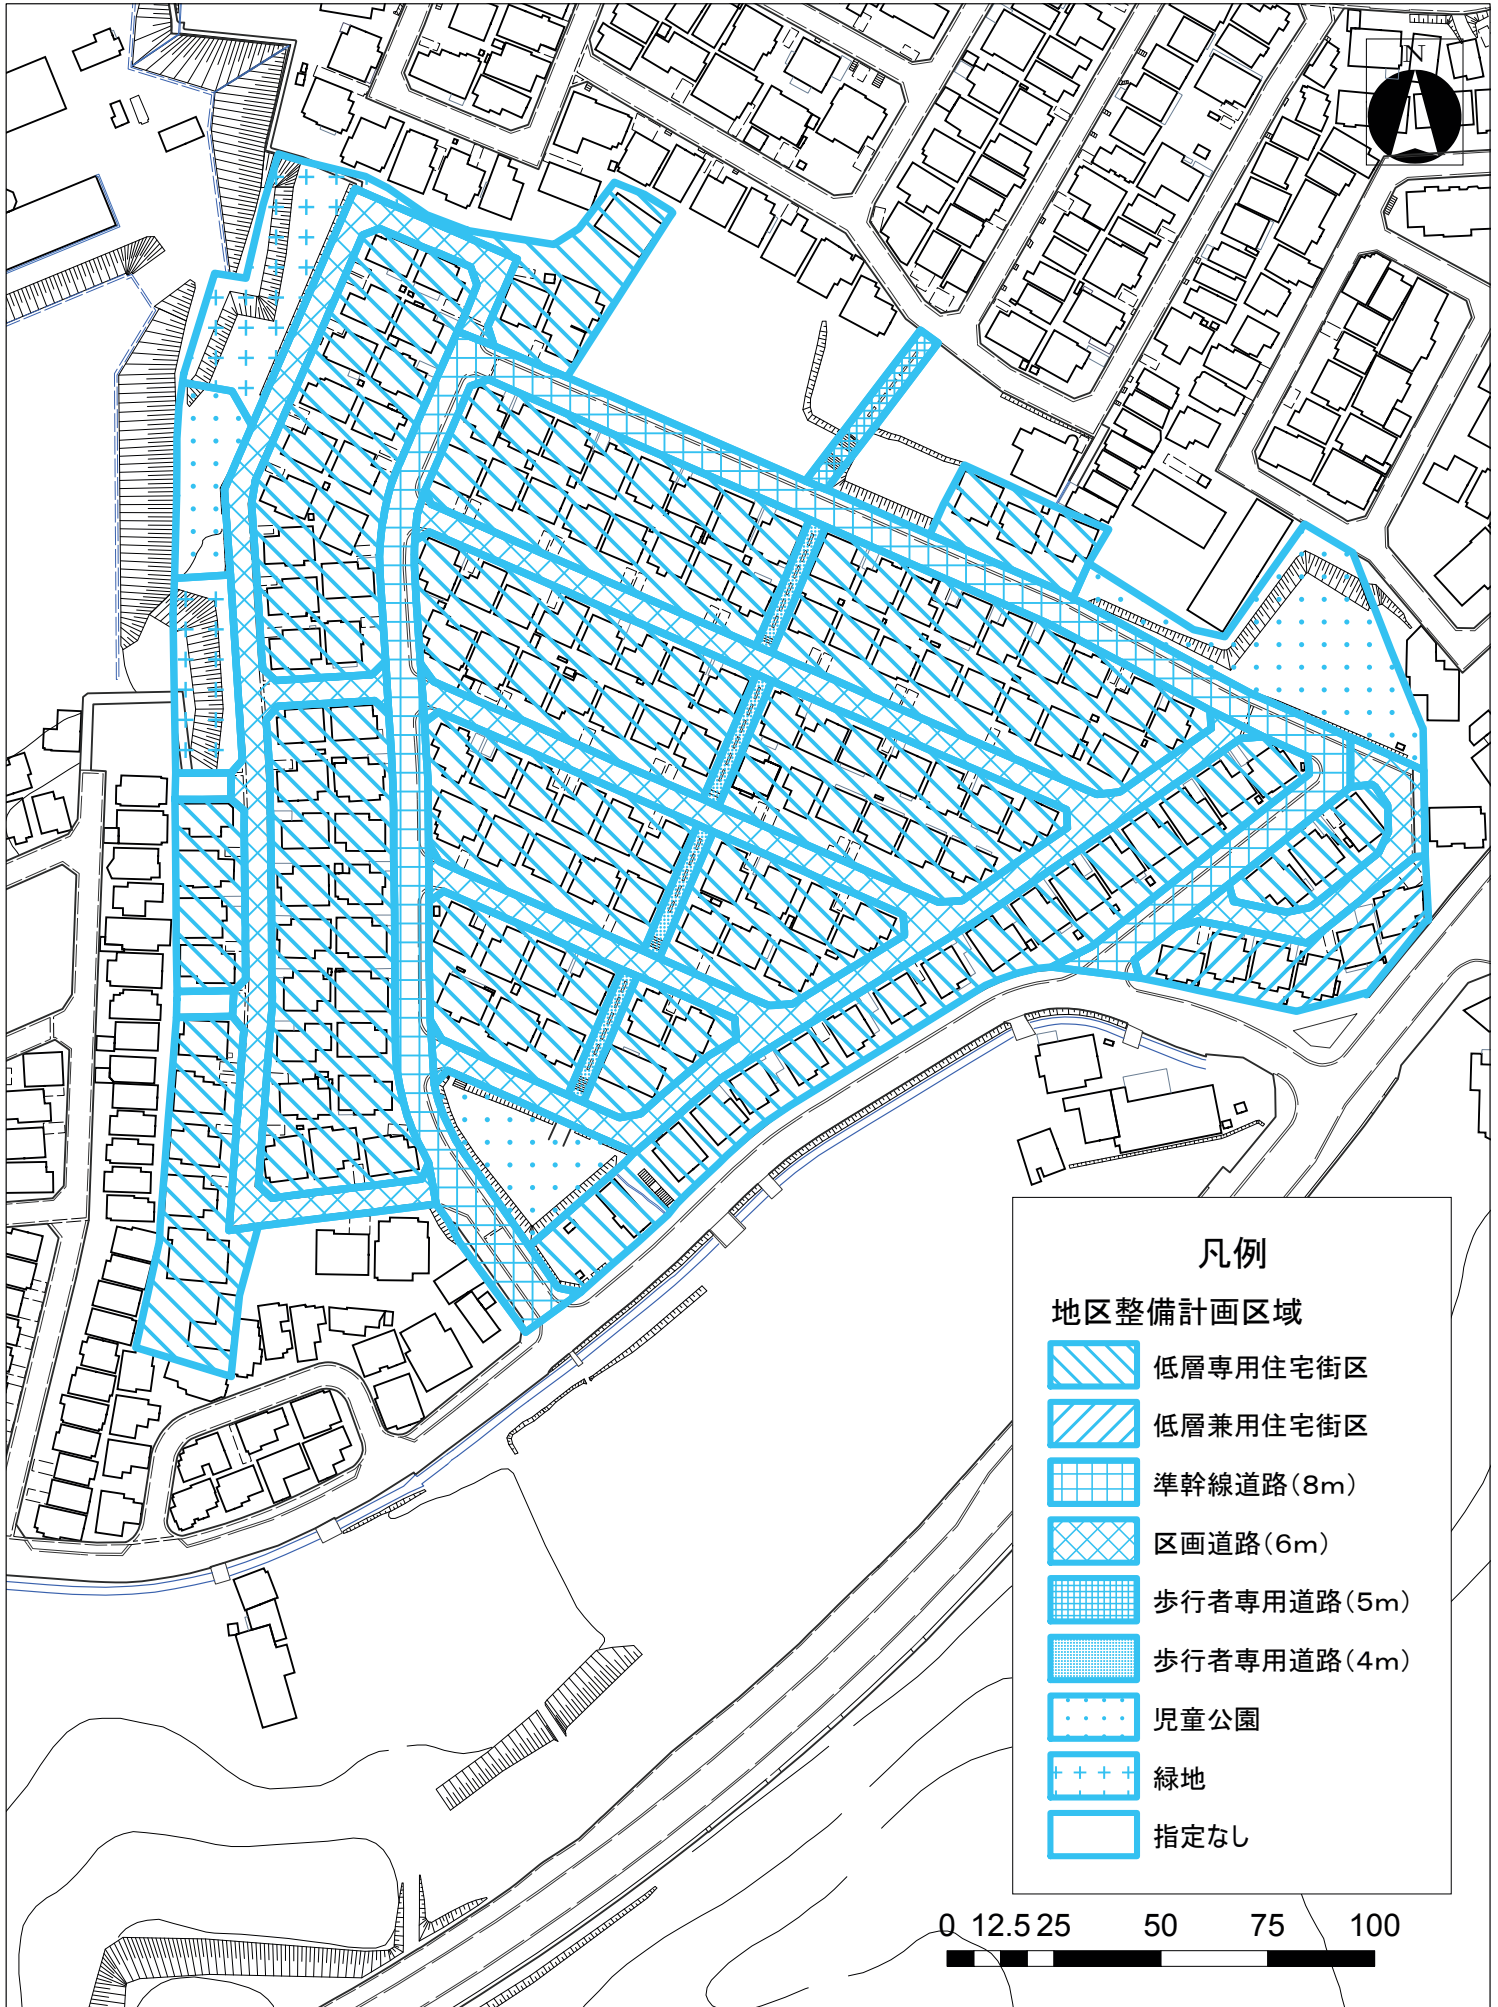 N
凡例
地区整備計画区域
低層専用住宅街区
低層兼用住宅街区
準幹線道路(8m)
区画道路(6m)
歩行者専用道路(5m)
歩行者専用道路(4m)
児童公園
緑地
指定なし
0 12.5 25 50 75 100